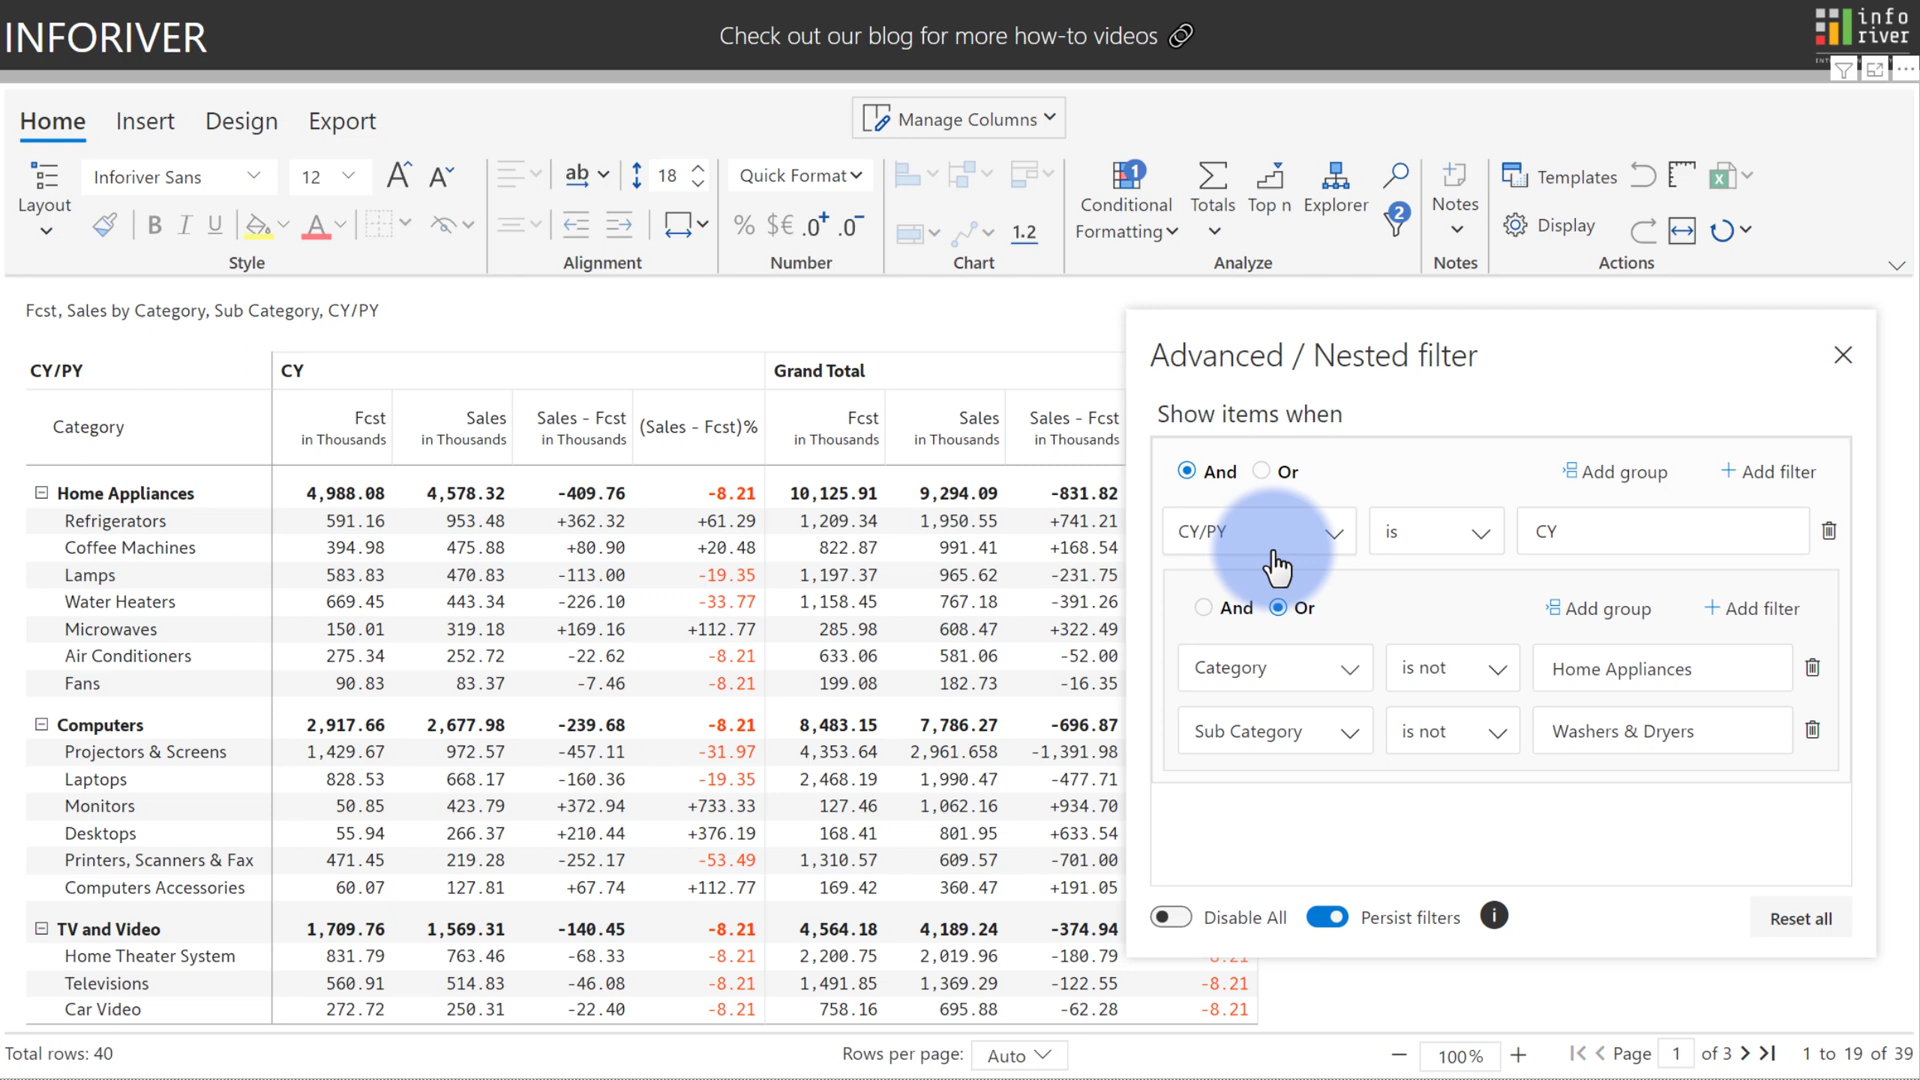 INFORIVER
Check out our blog for more how-to videos
info
river
Home Insert Design Export
Manage Columns
Layout
Inforiver Sans
12
A A
ab
18
Quick Format
1
Conditional
Formatting
Totals
Top n
Explorer
2
Notes
Templates
Display
B I U A
% $€ .0+ .0-
1.2
Style
Alignment
Number
Chart
Analyze
Notes
Actions
Fcst, Sales by Category, Sub Category, CY/PY
CY/PY CY Grand Total
Category
Fcst in Thousands
Sales in Thousands
Sales - Fcst in Thousands
(Sales - Fcst)%
Fcst in Thousands
Sales in Thousands
Sales - Fcst in Thousands
Home Appliances 4,988.08 4,578.32 -409.76 -8.21 10,125.91 9,294.09 -831.82
Refrigerators 591.16 953.48 +362.32 +61.29 1,209.34 1,950.55 +741.21
Coffee Machines 394.98 475.88 +80.90 +20.48 822.87 991.41 +168.54
Lamps 583.83 470.83 -113.00 -19.35 1,197.37 965.62 -231.75
Water Heaters 669.45 443.34 -226.10 -33.77 1,158.45 767.18 -391.26
Microwaves 150.01 319.18 +169.16 +112.77 285.98 608.47 +322.49
Air Conditioners 275.34 252.72 -22.62 -8.21 633.06 581.06 -52.00
Fans 90.83 83.37 -7.46 -8.21 199.08 182.73 -16.35
Computers 2,917.66 2,677.98 -239.68 -8.21 8,483.15 7,786.27 -696.87
Projectors & Screens 1,429.67 972.57 -457.11 -31.97 4,353.64 2,961.658 -1,391.98
Laptops 828.53 668.17 -160.36 -19.35 2,468.19 1,990.47 -477.71
Monitors 50.85 423.79 +372.94 +733.33 127.46 1,062.16 +934.70
Desktops 55.94 266.37 +210.44 +376.19 168.41 801.95 +633.54
Printers, Scanners & Fax 471.45 219.28 -252.17 -53.49 1,310.57 609.57 -701.00
Computers Accessories 60.07 127.81 +67.74 +112.77 169.42 360.47 +191.05
TV and Video 1,709.76 1,569.31 -140.45 -8.21 4,564.18 4,189.24 -374.94
Home Theater System 831.79 763.46 -68.33 -8.21 2,200.75 2,019.96 -180.79 -8.21
Televisions 560.91 514.83 -46.08 -8.21 1,491.85 1,369.29 -122.55 -8.21
Car Video 272.72 250.31 -22.40 -8.21 758.16 695.88 -62.28 -8.21
Advanced / Nested filter
Show items when
And Or Add group + Add filter
CY/PY is CY
And Or Add group + Add filter
Category is not Home Appliances
Sub Category is not Washers & Dryers
Disable All Persist filters i Reset all
Total rows: 40 Rows per page: Auto 100% Page 1 of 3 1 to 19 of 39